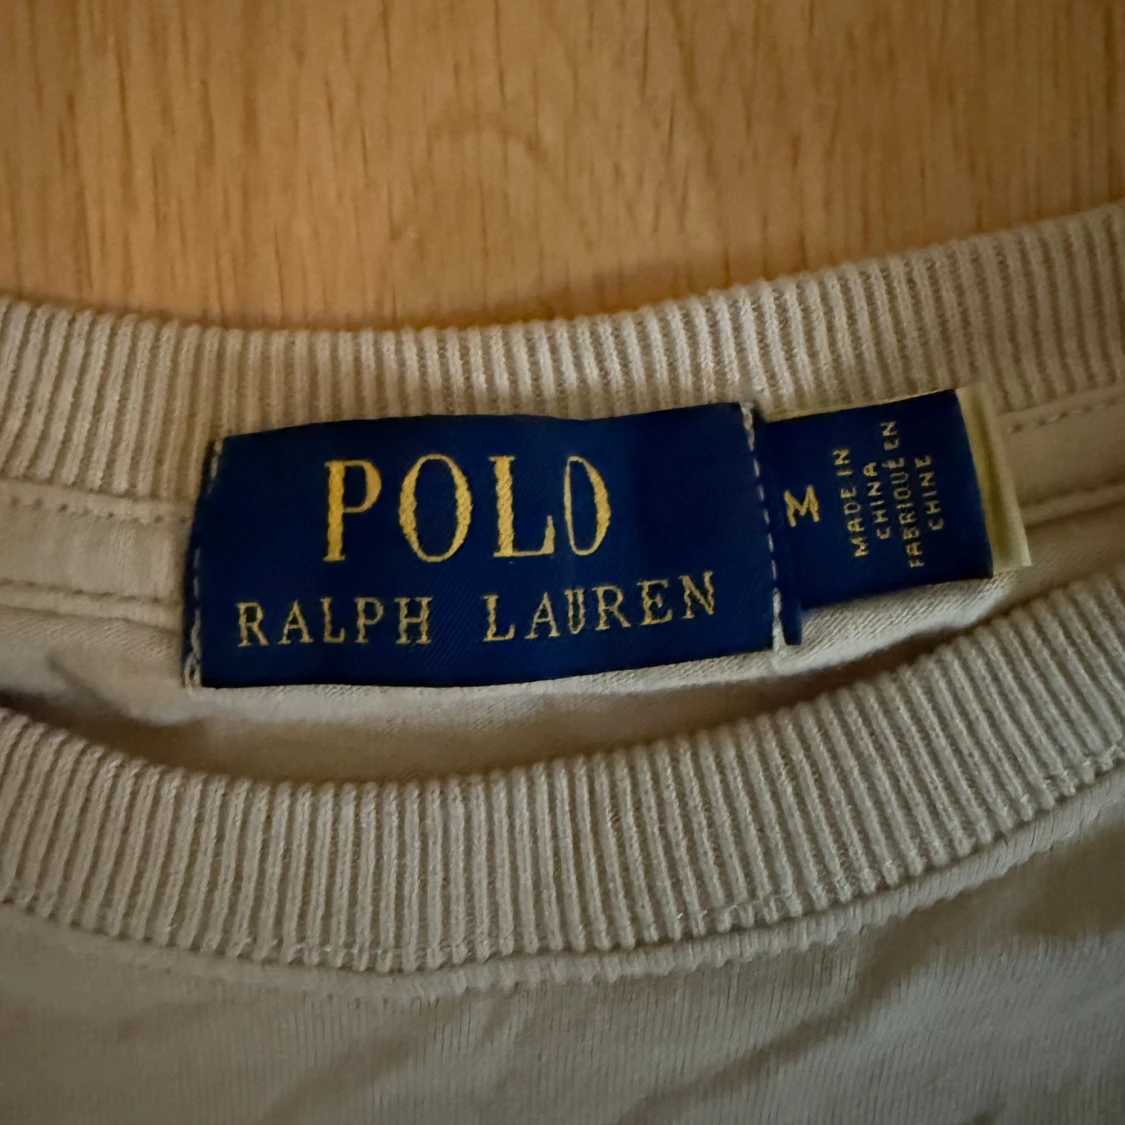 POLO
RALPH LAUREN
M
MADE IN
CHINA
FABRIQUÉ EN
CHINE